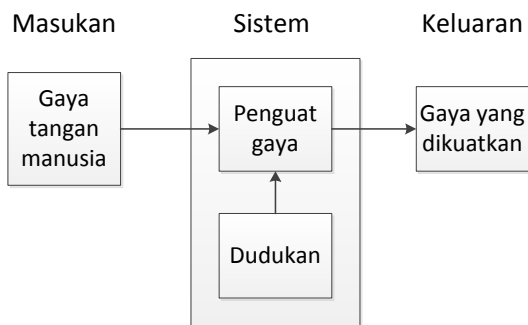 Masukan
Sistem
Keluaran
Gaya
tangan
manusia
Penguat
gaya
Gaya yang
dikuatkan
Dudukan